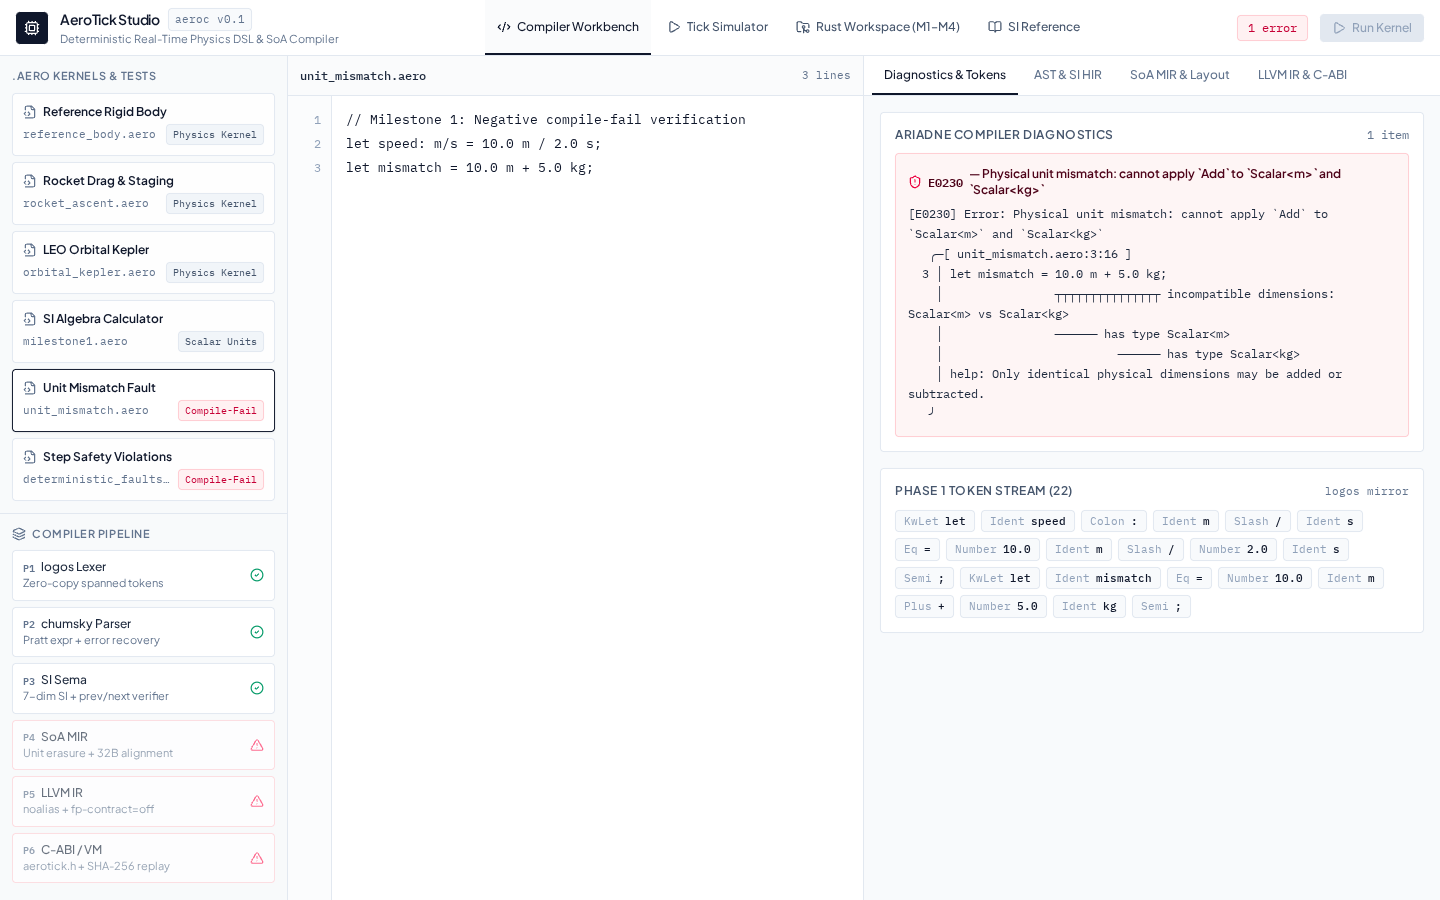 AeroTick Studio
aeroc v0.1
Deterministic Real-Time Physics DSL & SoA Compiler
Compiler Workbench
Tick Simulator
Rust Workspace (M1–M4)
SI Reference
1 error
Run Kernel
.AERO KERNELS & TESTS
Reference Rigid Body
reference_body.aero
Physics Kernel
Rocket Drag & Staging
rocket_ascent.aero
Physics Kernel
LEO Orbital Kepler
orbital_kepler.aero
Physics Kernel
SI Algebra Calculator
milestone1.aero
Scalar Units
Unit Mismatch Fault
unit_mismatch.aero
Compile-Fail
Step Safety Violations
deterministic_faults…
Compile-Fail
COMPILER PIPELINE
P1 logos Lexer
Zero-copy spanned tokens
P2 chumsky Parser
Pratt expr + error recovery
P3 SI Sema
7-dim SI + prev/next verifier
P4 SoA MIR
Unit erasure + 32B alignment
P5 LLVM IR
noalias + fp-contract=off
P6 C-ABI / VM
aerotick.h + SHA-256 replay
unit_mismatch.aero
3 lines
1 // Milestone 1: Negative compile-fail verification
2 let speed: m/s = 10.0 m / 2.0 s;
3 let mismatch = 10.0 m + 5.0 kg;
Diagnostics & Tokens
AST & SI HIR
SoA MIR & Layout
LLVM IR & C-ABI
ARIADNE COMPILER DIAGNOSTICS
1 item
E0230 — Physical unit mismatch: cannot apply `Add` to `Scalar<m>` and
`Scalar<kg>`
[E0230] Error: Physical unit mismatch: cannot apply `Add` to
`Scalar<m>` and `Scalar<kg>`
╭─[ unit_mismatch.aero:3:16 ]
3 │ let mismatch = 10.0 m + 5.0 kg;
│ ┬┬┬┬┬┬┬┬┬┬┬┬┬┬┬ incompatible dimensions:
Scalar<m> vs Scalar<kg>
│ ────── has type Scalar<m>
│ ────── has type Scalar<kg>
│ help: Only identical physical dimensions may be added or
subtracted.
╯
PHASE 1 TOKEN STREAM (22)
logos mirror
KwLet let Ident speed Colon : Ident m Slash / Ident s
Eq = Number 10.0 Ident m Slash / Number 2.0 Ident s
Semi ; KwLet let Ident mismatch Eq = Number 10.0 Ident m
Plus + Number 5.0 Ident kg Semi ;